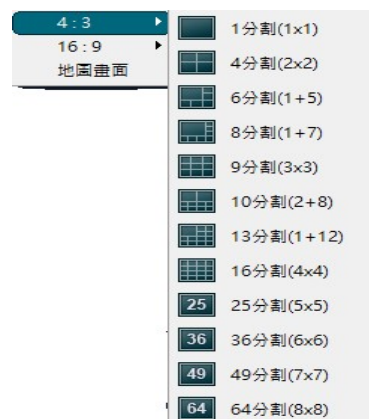 4:3
16:9
地圖畫面
1分割(1x1)
4分割(2x2)
6分割(1+5)
8分割(1+7)
9分割(3x3)
10分割(2+8)
13分割(1+12)
16分割(4x4)
25 25分割(5x5)
36 36分割(6x6)
49 49分割(7x7)
64 64分割(8x8)